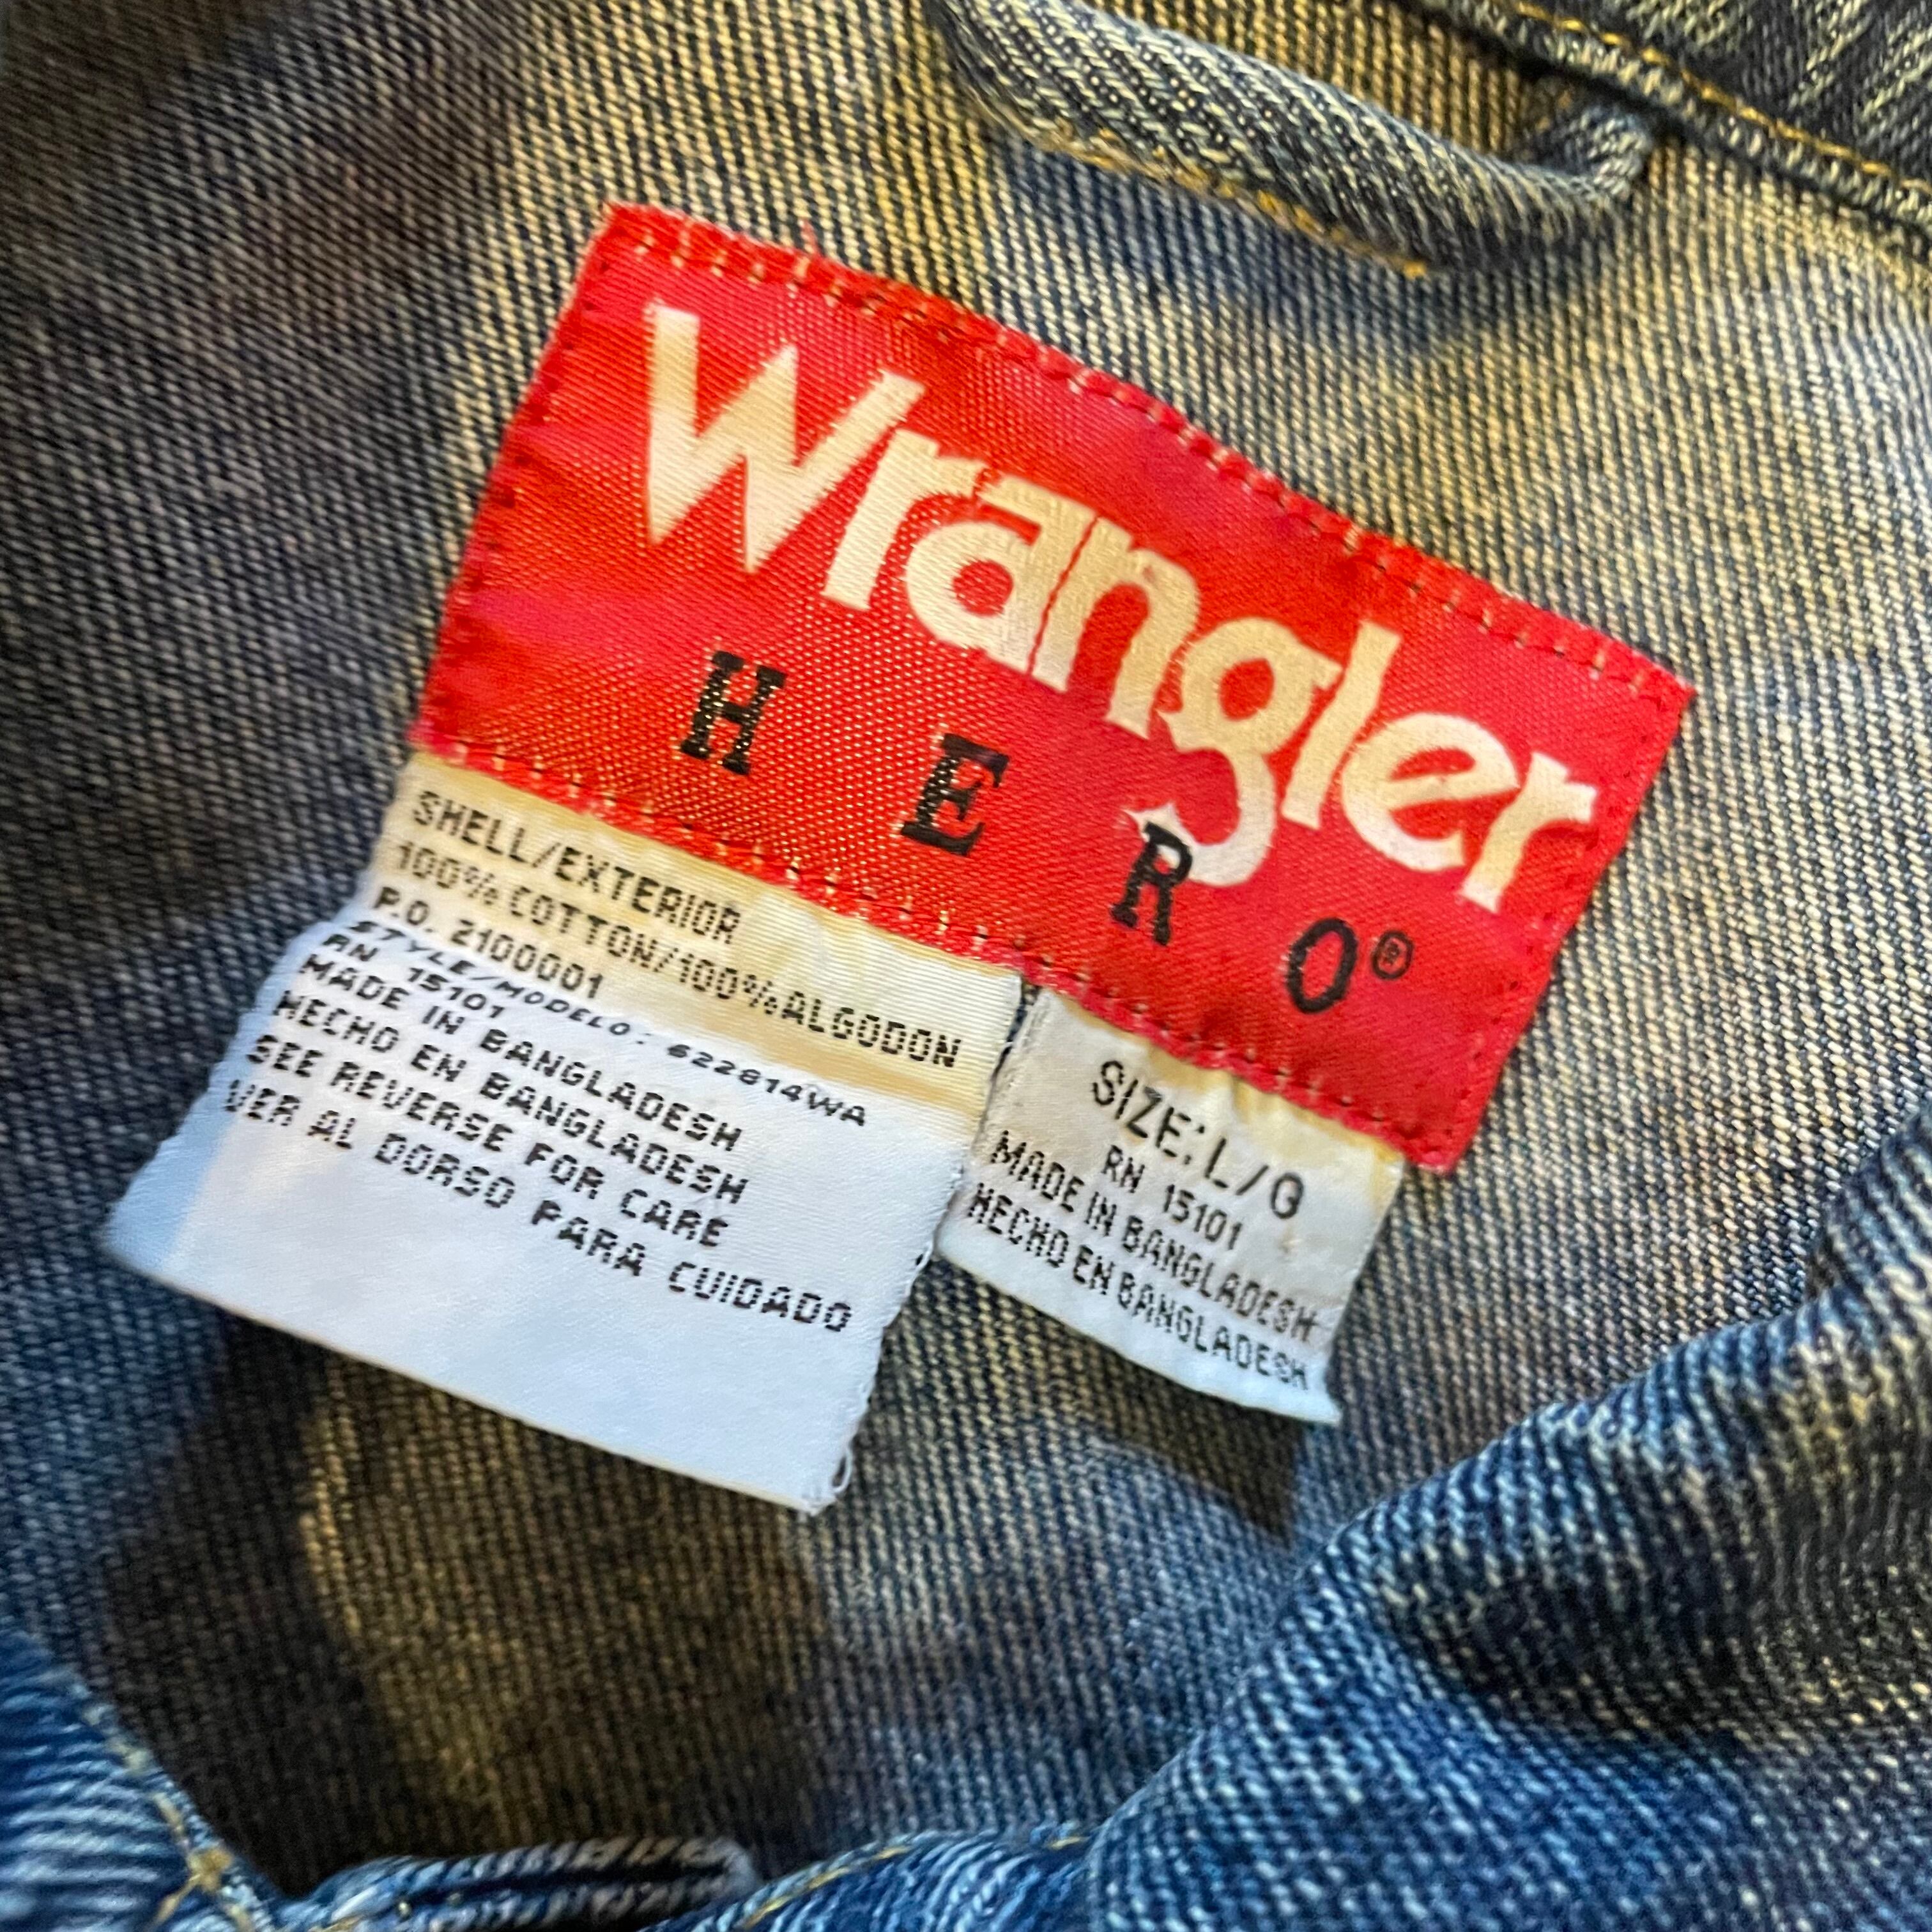 Wrangler
HERO®
SHELL/EXTERIOR
100% COTTON/100%ALGODON
P.O. 2100001
STYLE/MODELO: 622814WA
RN 15101
MADE IN BANGLADESH
HECHO EN BANGLADESH
SEE REVERSE FOR CARE
VER AL DORSO PARA CUIDADO
SIZE: L/G
RN 15101
MADE IN BANGLADESH
HECHO EN BANGLADESH